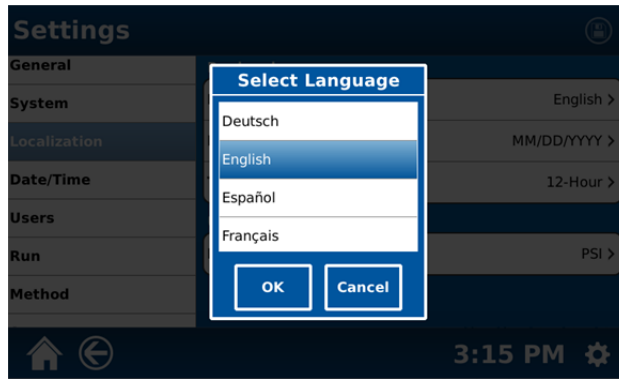 Settings
General
System
Localization
Date/Time
Users
Run
Method
Select Language
Deutsch
English
Español
Français
OK
Cancel
English >
MM/DD/YYYY >
12-Hour >
PSI >
3:15 PM